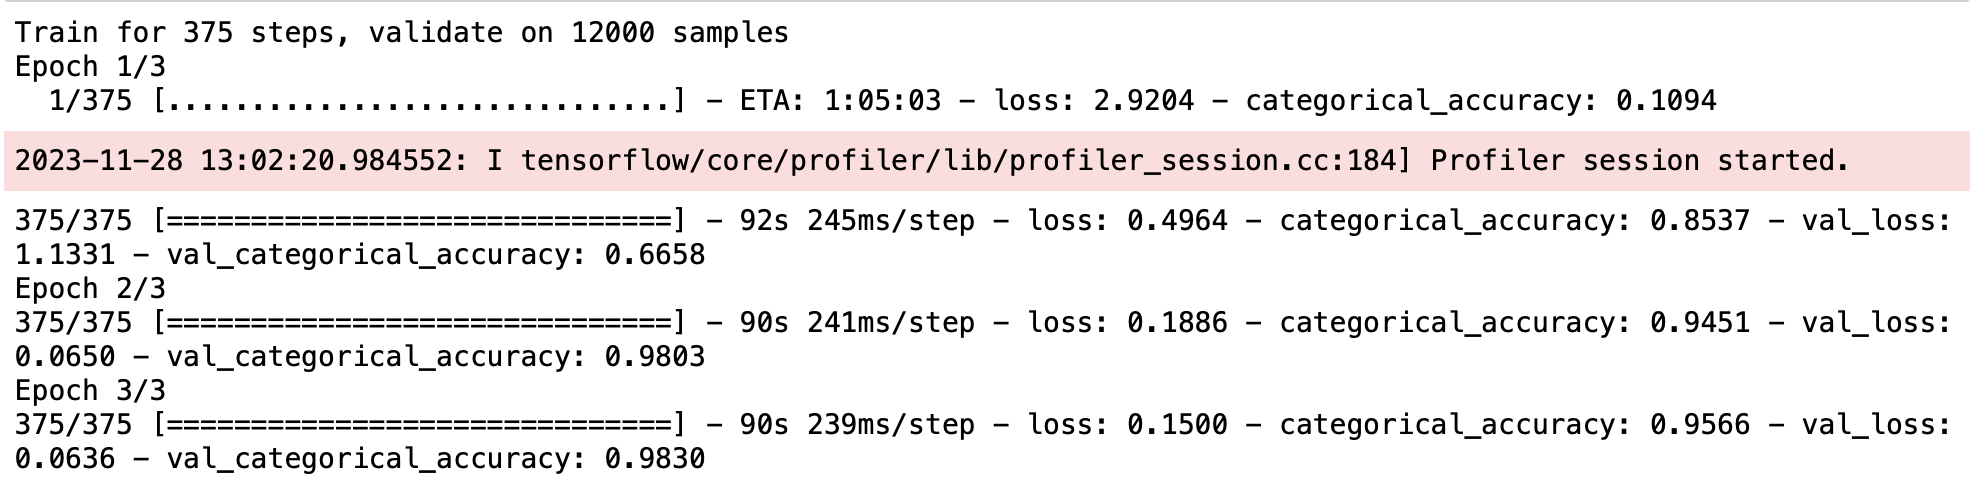 Train for 375 steps, validate on 12000 samples
Epoch 1/3
  1/375 [..............................] - ETA: 1:05:03 - loss: 2.9204 - categorical_accuracy: 0.1094
2023-11-28 13:02:20.984552: I tensorflow/core/profiler/lib/profiler_session.cc:184] Profiler session started.
375/375 [==============================] - 92s 245ms/step - loss: 0.4964 - categorical_accuracy: 0.8537 - val_loss:
1.1331 - val_categorical_accuracy: 0.6658
Epoch 2/3
375/375 [==============================] - 90s 241ms/step - loss: 0.1886 - categorical_accuracy: 0.9451 - val_loss:
0.0650 - val_categorical_accuracy: 0.9803
Epoch 3/3
375/375 [==============================] - 90s 239ms/step - loss: 0.1500 - categorical_accuracy: 0.9566 - val_loss:
0.0636 - val_categorical_accuracy: 0.9830